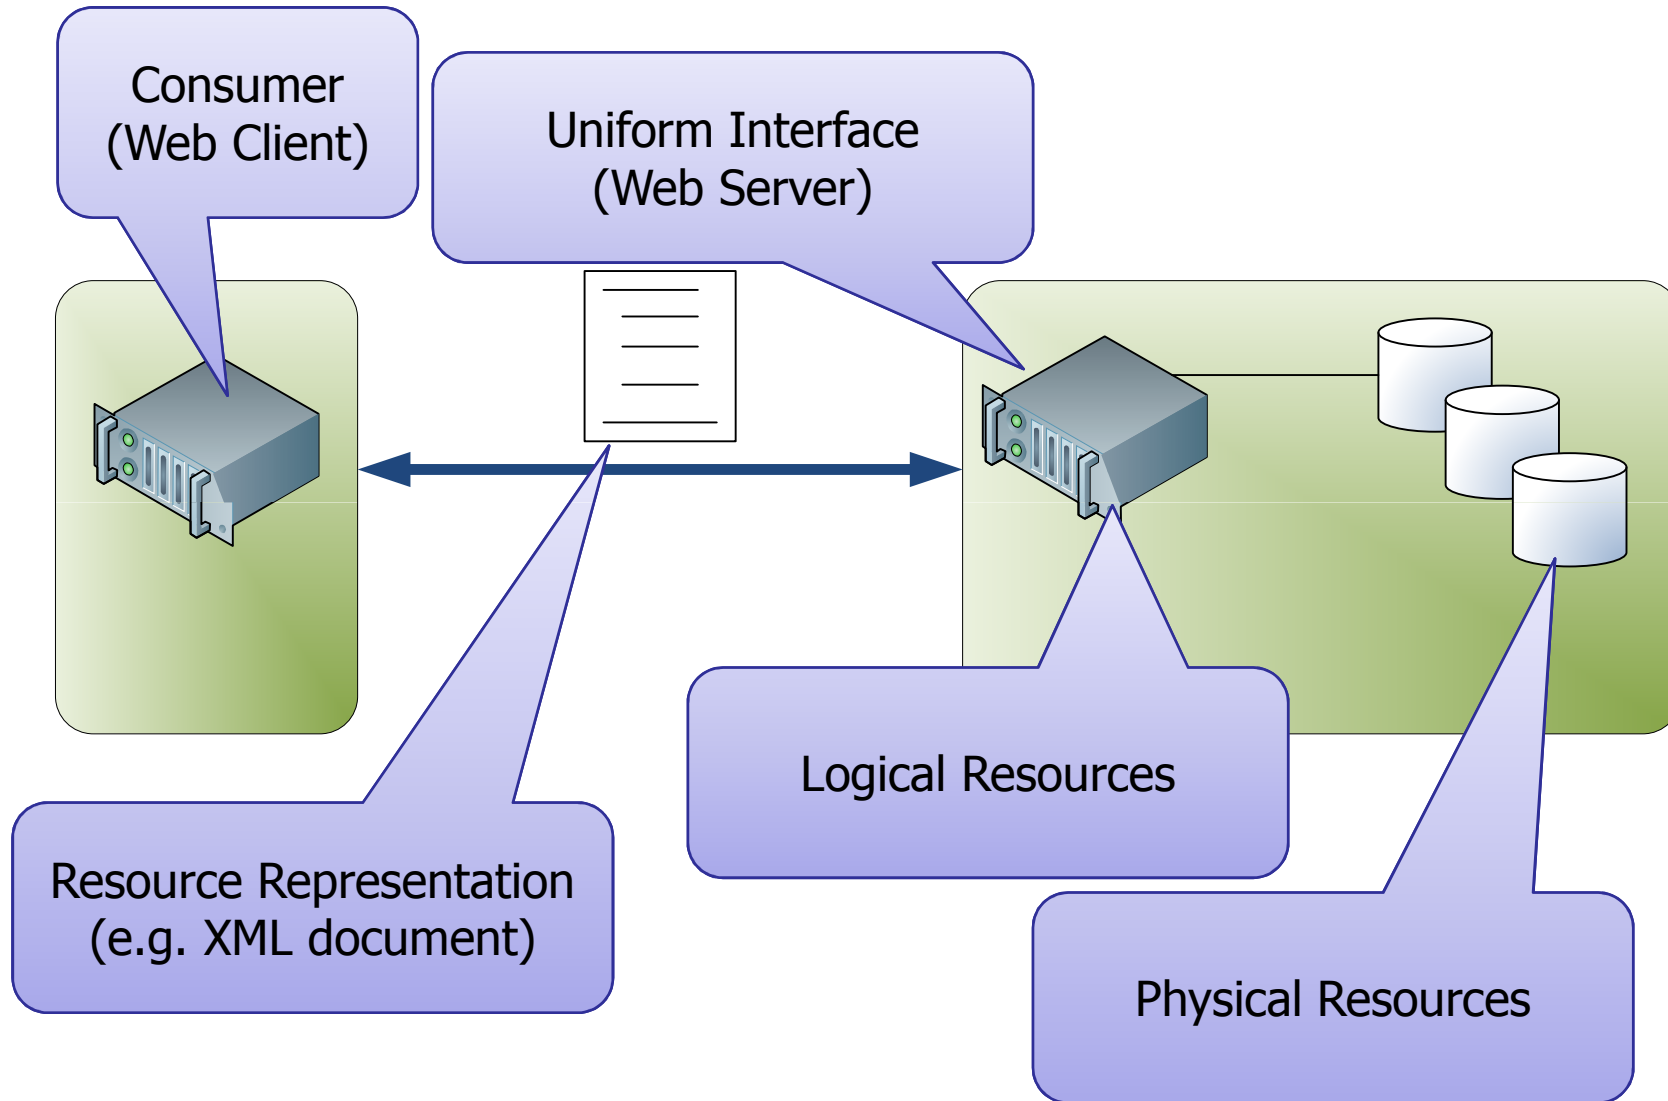 Consumer
(Web Client)
Uniform Interface
(Web Server)
Logical Resources
Resource Representation
(e.g. XML document)
Physical Resources